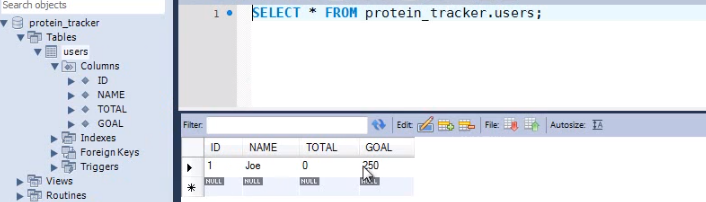 Search objects
protein_tracker
Tables
users
Columns
ID
NAME
TOTAL
GOAL
Indexes
Foreign Keys
Triggers
Views
Routines
1 SELECT * FROM protein_tracker.users;
Filter: Edit: File: Autosize:
ID NAME TOTAL GOAL
1 Joe 0 250
NULL NULL NULL NULL